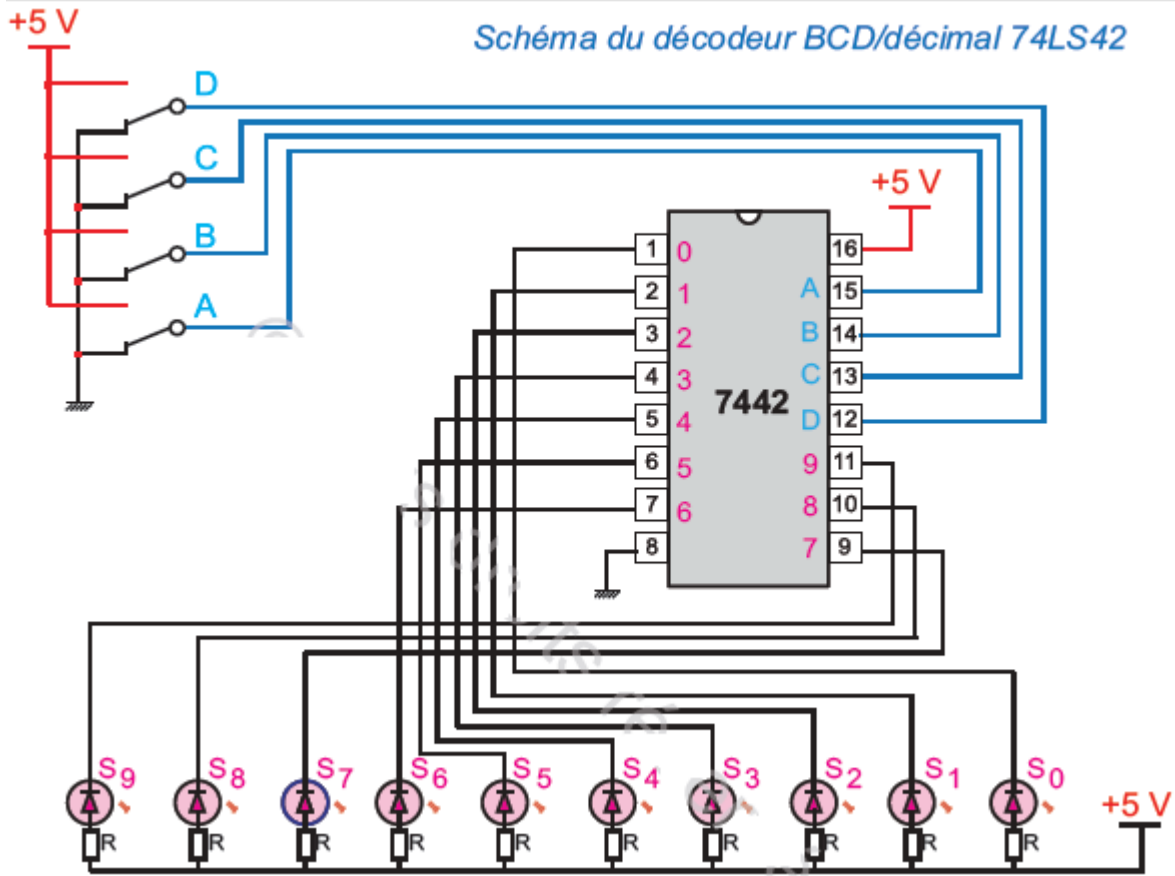 +5 V
Schéma du décodeur BCD/décimal 74LS42
D
C
B
A
+5 V
1 0
2 1
3 2
4 3
5 4
6 5
7 6
8
7442
16
A 15
B 14
C 13
D 12
9 11
8 10
7 9
S9 S8 S7 S6 S5 S4 S3 S2 S1 S0
+5 V
R R R R R R R R R R